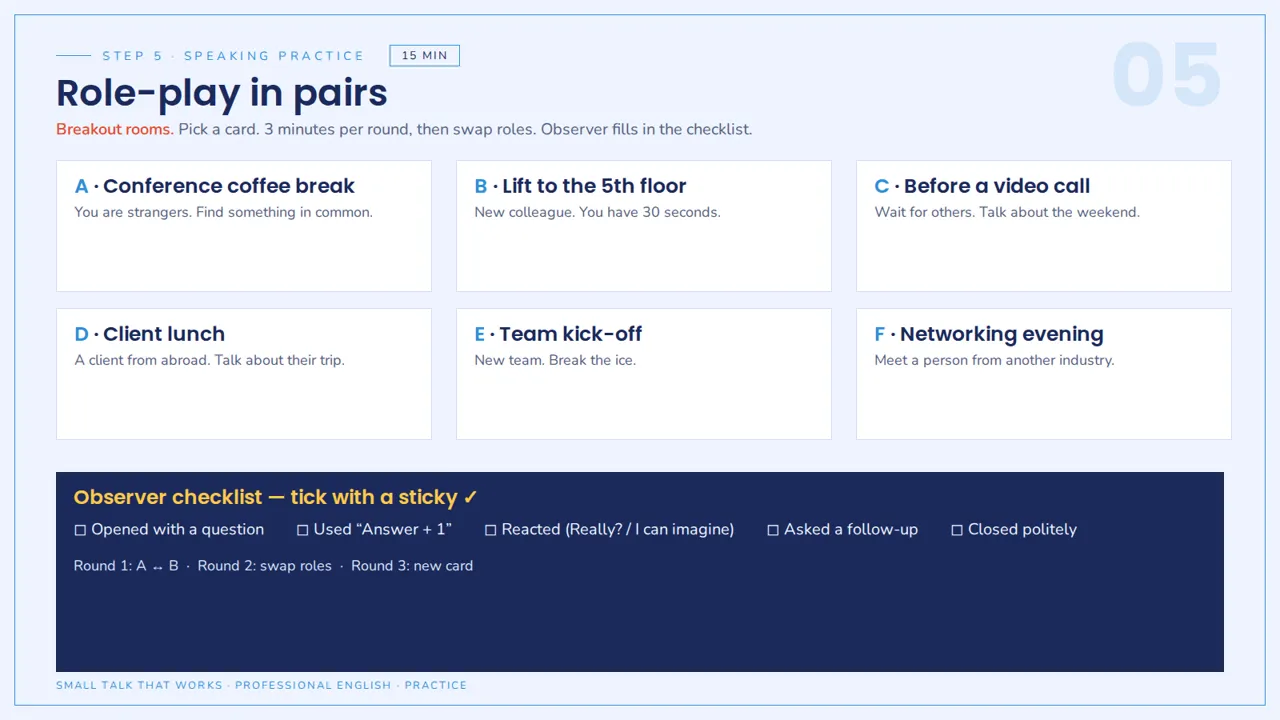 STEP 5 · SPEAKING PRACTICE
15 MIN
05
Role-play in pairs
Breakout rooms. Pick a card. 3 minutes per round, then swap roles. Observer fills in the checklist.
A · Conference coffee break
You are strangers. Find something in common.
B · Lift to the 5th floor
New colleague. You have 30 seconds.
C · Before a video call
Wait for others. Talk about the weekend.
D · Client lunch
A client from abroad. Talk about their trip.
E · Team kick-off
New team. Break the ice.
F · Networking evening
Meet a person from another industry.
Observer checklist — tick with a sticky ✓
☐ Opened with a question ☐ Used “Answer + 1” ☐ Reacted (Really? / I can imagine) ☐ Asked a follow-up ☐ Closed politely
Round 1: A ↔ B · Round 2: swap roles · Round 3: new card
SMALL TALK THAT WORKS · PROFESSIONAL ENGLISH · PRACTICE